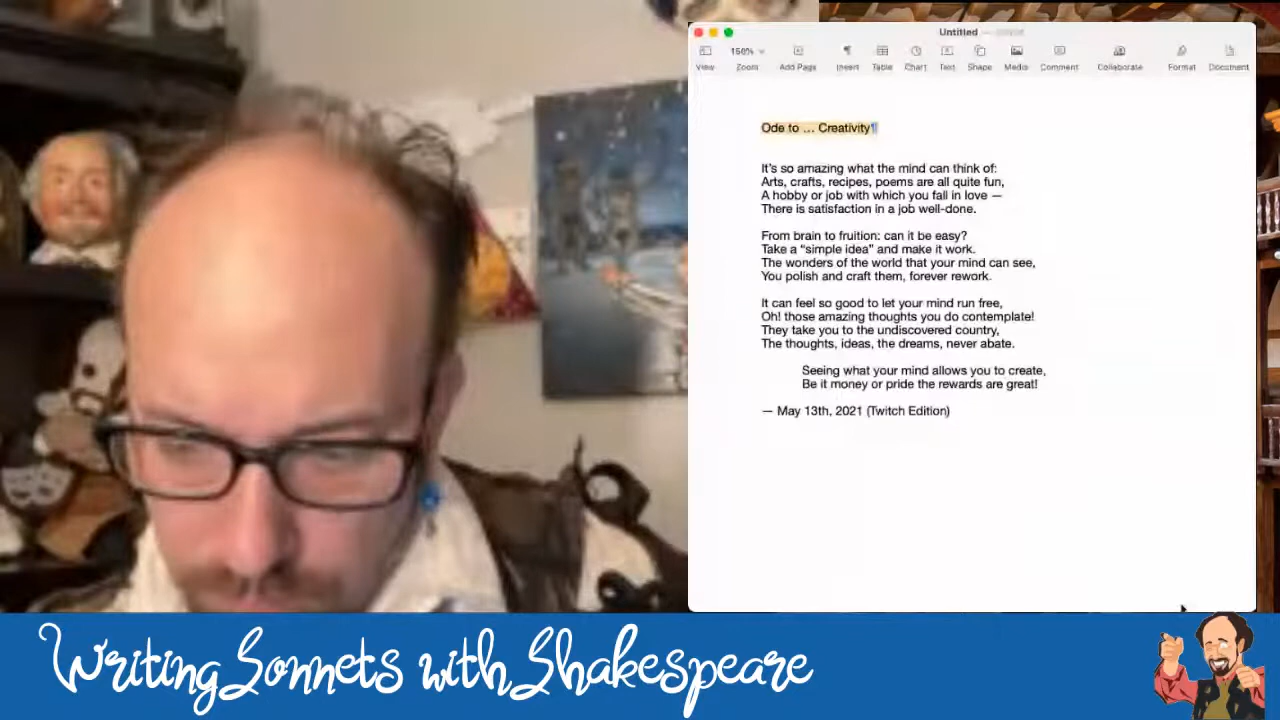 Untitled
156%
View
Zoom
Add Page
Insert
Table
Chart
Text
Shape
Media
Comment
Collaborate
Format
Document
Ode to ... Creativity¶
It's so amazing what the mind can think of:
Arts, crafts, recipes, poems are all quite fun,
A hobby or job with which you fall in love —
There is satisfaction in a job well-done.
From brain to fruition: can it be easy?
Take a “simple idea” and make it work.
The wonders of the world that your mind can see,
You polish and craft them, forever rework.
It can feel so good to let your mind run free,
Oh! those amazing thoughts you do contemplate!
They take you to the undiscovered country,
The thoughts, ideas, the dreams, never abate.
Seeing what your mind allows you to create,
Be it money or pride the rewards are great!
— May 13th, 2021 (Twitch Edition)
Writing Sonnets with Shakespeare